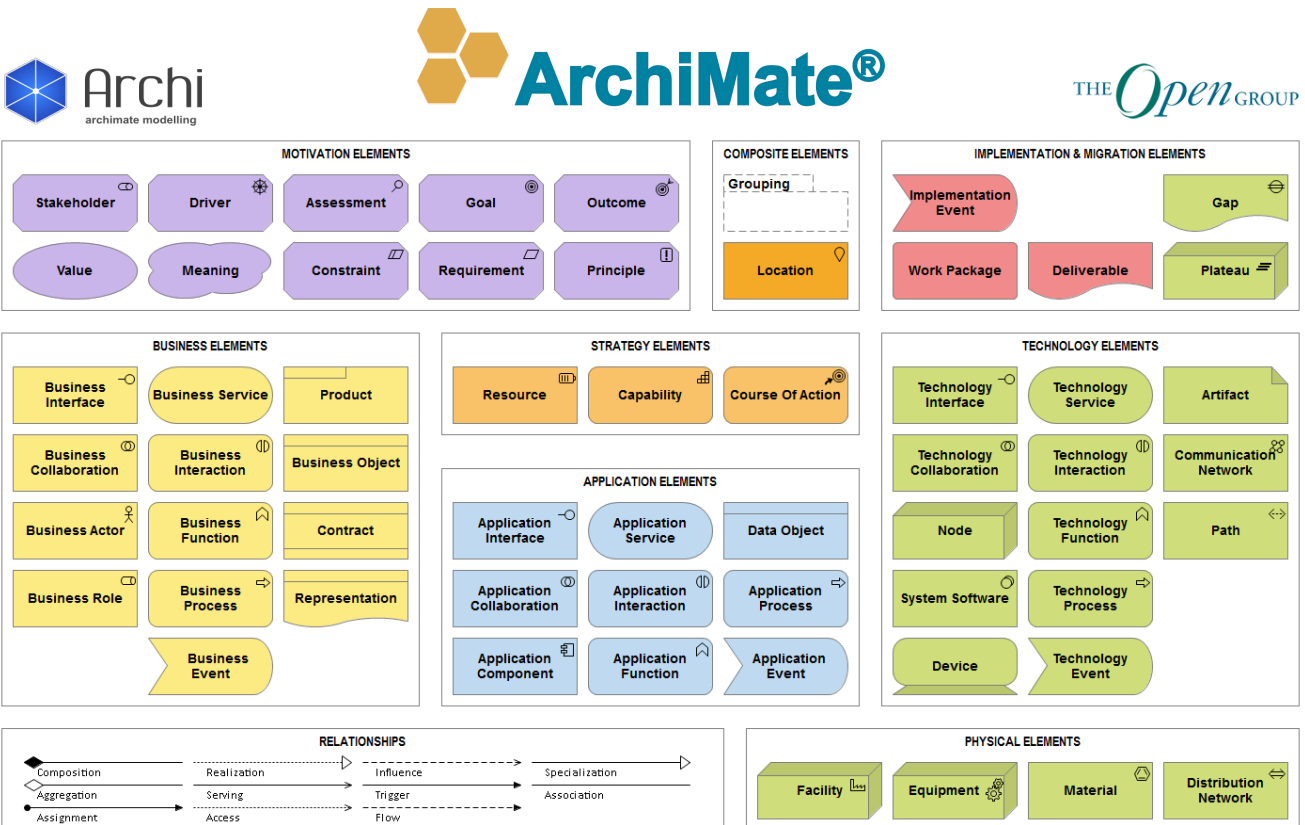 Archi
archimate modelling
ArchiMate®
THE Open GROUP
MOTIVATION ELEMENTS
Stakeholder
Driver
Assessment
Goal
Outcome
Value
Meaning
Constraint
Requirement
Principle
COMPOSITE ELEMENTS
Grouping
Location
IMPLEMENTATION & MIGRATION ELEMENTS
Implementation
Event
Gap
Work Package
Deliverable
Plateau
BUSINESS ELEMENTS
Business
Interface
Business Service
Product
Business
Collaboration
Business
Interaction
Business Object
Business Actor
Business
Function
Contract
Business Role
Business
Process
Representation
Business
Event
STRATEGY ELEMENTS
Resource
Capability
Course Of Action
APPLICATION ELEMENTS
Application
Interface
Application
Service
Data Object
Application
Collaboration
Application
Interaction
Application
Process
Application
Component
Application
Function
Application
Event
TECHNOLOGY ELEMENTS
Technology
Interface
Technology
Service
Artifact
Technology
Collaboration
Technology
Interaction
Communication
Network
Node
Technology
Function
Path
System Software
Technology
Process
Device
Technology
Event
RELATIONSHIPS
Composition
Realization
Influence
Specialization
Aggregation
Serving
Trigger
Association
Assignment
Access
Flow
PHYSICAL ELEMENTS
Facility
Equipment
Material
Distribution
Network